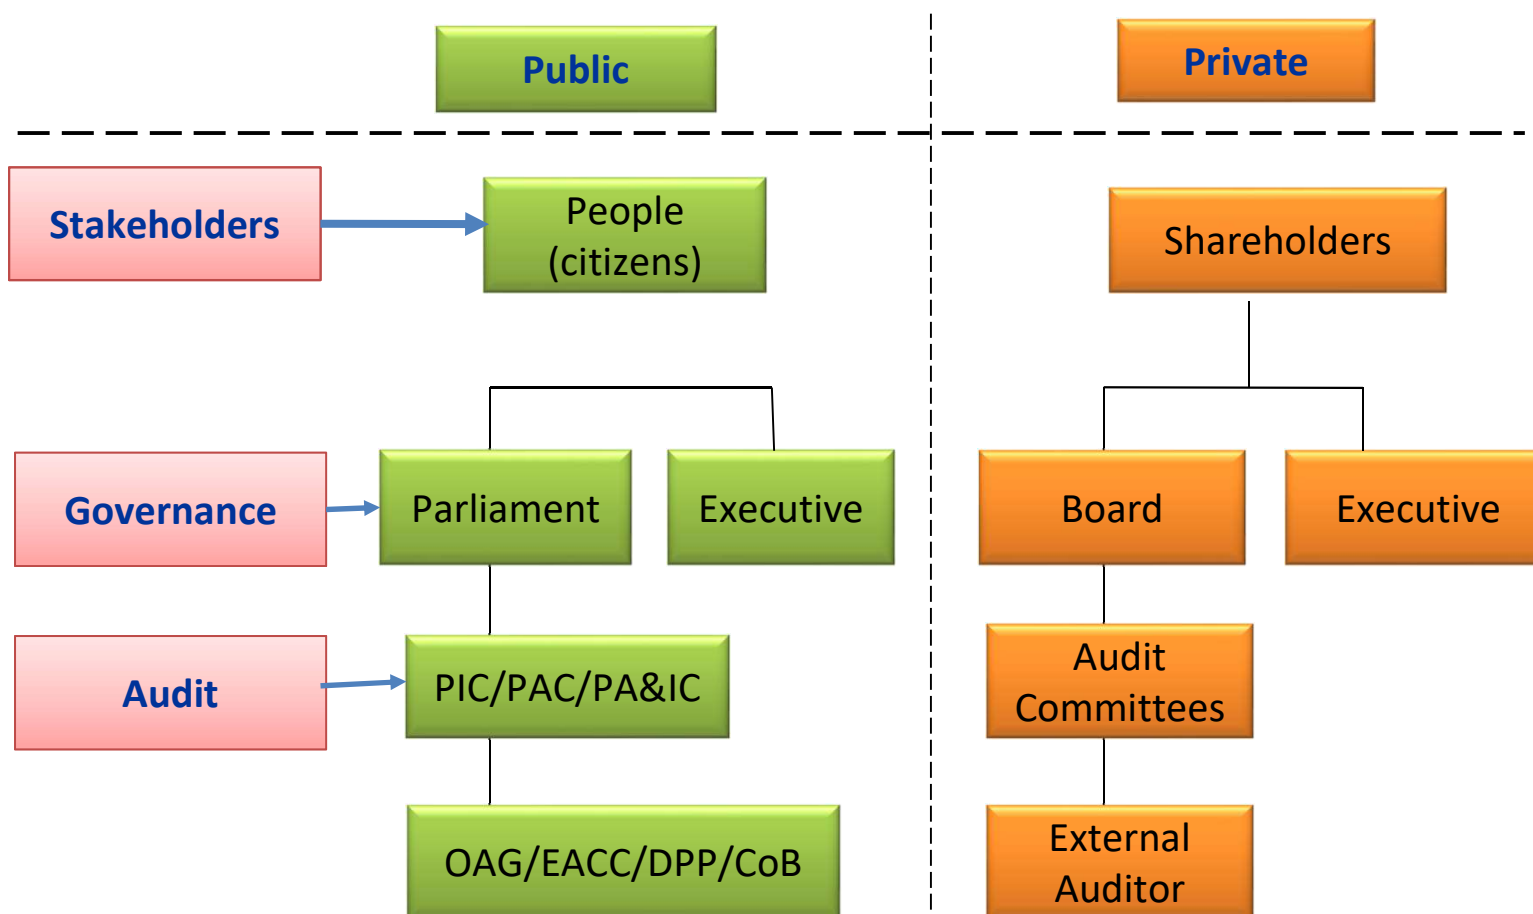 Public
Private
Stakeholders
People
(citizens)
Shareholders
Governance
Parliament
Executive
Board
Executive
Audit
PIC/PAC/PA&IC
Audit
Committees
OAG/EACC/DPP/CoB
External
Auditor